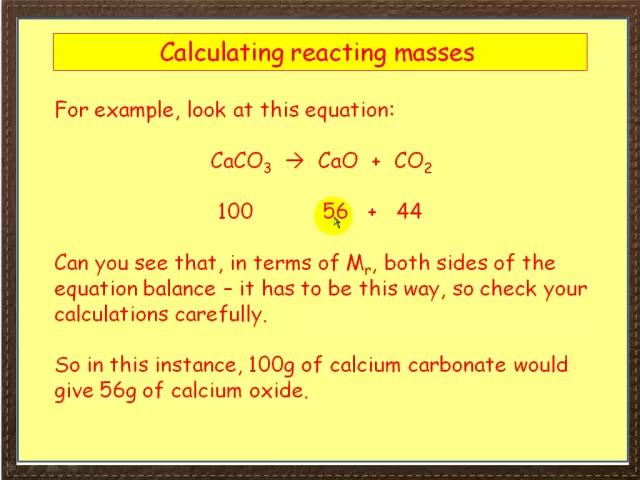 Calculating reacting masses
For example, look at this equation:
CaCO₃ → CaO + CO₂
100 56 + 44
Can you see that, in terms of Mᵣ, both sides of the
equation balance – it has to be this way, so check your
calculations carefully.
So in this instance, 100g of calcium carbonate would
give 56g of calcium oxide.